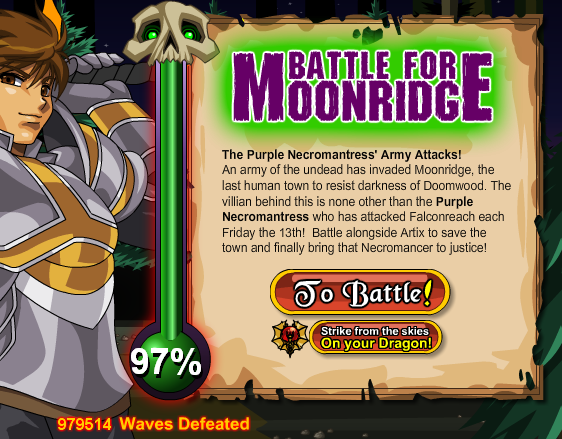 BATTLE FOR
MOONRIDGE
The Purple Necromantress' Army Attacks!
An army of the undead has invaded Moonridge, the
last human town to resist darkness of Doomwood. The
villian behind this is none other than the Purple
Necromantress who has attacked Falconreach each
Friday the 13th! Battle alongside Artix to save the
town and finally bring that Necromancer to justice!
To Battle!
Strike from the skies
On your Dragon!
97%
979514 Waves Defeated